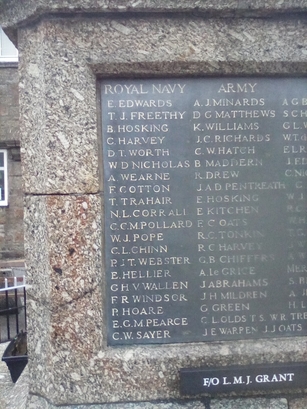 ROYAL NAVY ARMY
E. EDWARDS A. J. MINARDS A G B
T. J. FREETHY D. G MATTHEWS S C H
B. HOSKING K. WILLIAMS G L
C. HARVEY J. C. RICHARDS W. T.
D. T. WORTH C. W. HATCH
W D NICHOLAS B. MADDERN
A. WEARNE R. DREW
F. COTTON J. A. D PENTREATH
T. TRAHAIR E. HOSKING
N. L. CORRALL E KITCHEN
C. C. M. POLLARD F. C OATS
W. J. POPE R. C. TONKIN
C. L. CHINN R C HARVEY
WEBSTER G. B. CHIFFERS
E. HELLIER A. Le GRICE
G H V. WALLEN J. ABRAHAMS
F R WINDSOR J H MILDREN
P. HOARE G GREEN
E. G. M. PEARCE C. L. OLDS
C. W. SAYER J E WARREN J. J. OATS
F/O L. M. J. GRANT